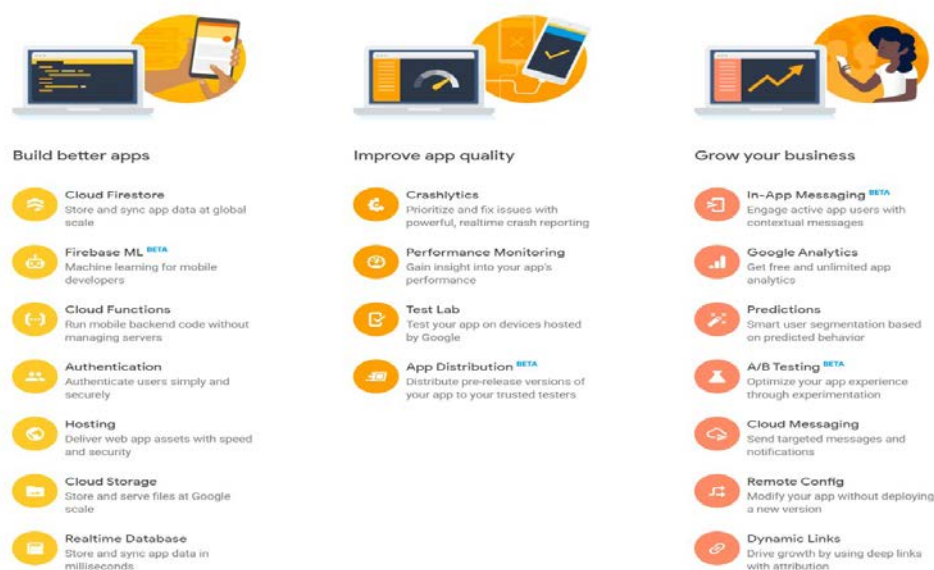 Build better apps
Cloud Firestore
Store and sync app data at global
scale
Firebase ML BETA
Machine learning for mobile
developers
Cloud Functions
Run mobile backend code without
managing servers
Authentication
Authenticate users simply and
securely
Hosting
Deliver web app assets with speed
and security
Cloud Storage
Store and serve files at Google
scale
Realtime Database
Store and sync app data in
milliseconds
Improve app quality
Crashlytics
Prioritize and fix issues with
powerful, realtime crash reporting
Performance Monitoring
Gain insight into your app's
performance
Test Lab
Test your app on devices hosted
by Google
App Distribution BETA
Distribute pre-release versions of
your app to your trusted testers
Grow your business
In-App Messaging BETA
Engage active app users with
contextual messages
Google Analytics
Get free and unlimited app
analytics
Predictions
Smart user segmentation based
on predicted behavior
A/B Testing BETA
Optimize your app experience
through experimentation
Cloud Messaging
Send targeted messages and
notifications
Remote Config
Modify your app without deploying
a new version
Dynamic Links
Drive growth by using deep links
with attribution